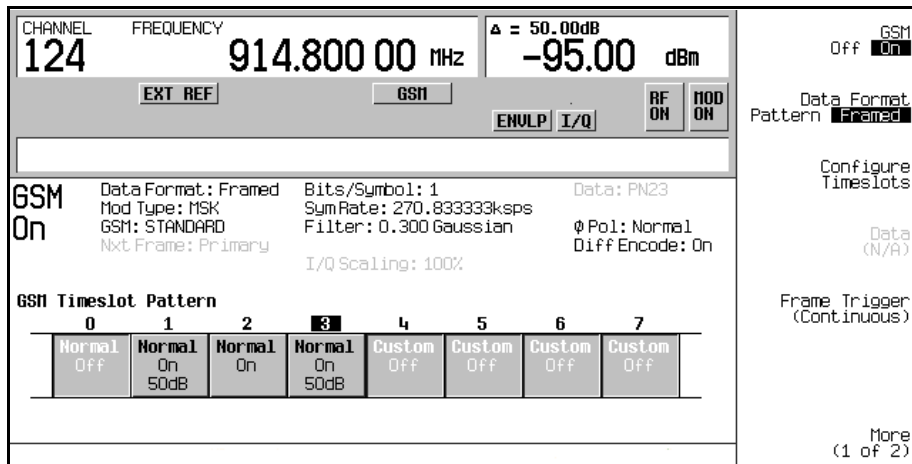 CHANNEL FREQUENCY Δ = 50.00dB
124 914.800 00 MHz -95.00 dBm
EXT REF GSM ENVLP I/Q RF ON MOD ON
GSM On
Data Format: Framed Bits/Symbol: 1 Data: PN23
Mod Type: MSK Sym Rate: 270.833333ksps
GSM: STANDARD Filter: 0.300 Gaussian Φ Pol: Normal
Nxt Frame: Primary Diff Encode: On
I/Q Scaling: 100%
GSM Timeslot Pattern
0 1 2 3 4 5 6 7
Normal Normal Normal Normal Custom Custom Custom Custom
Off On On On Off Off Off Off
50dB 50dB
GSM
Off On
Data Format
Pattern Framed
Configure
Timeslots
Data
(N/A)
Frame Trigger
(Continuous)
More
(1 of 2)